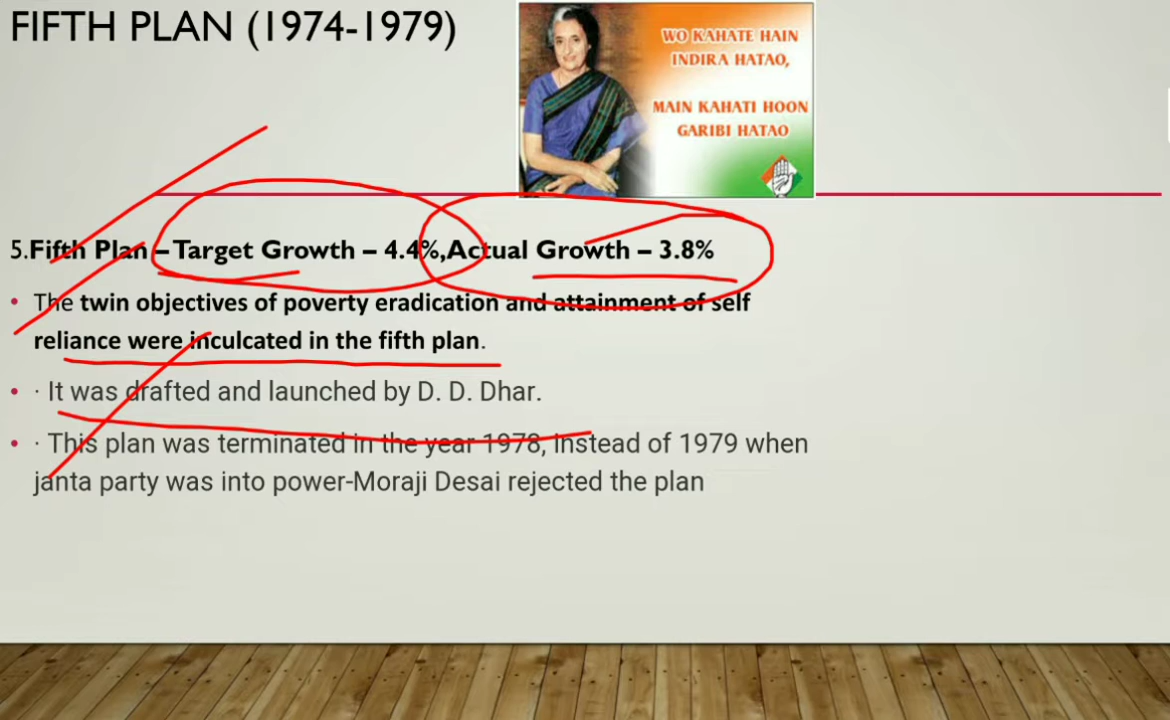 FIFTH PLAN (1974-1979)
WO KAHATE HAIN
INDIRA HATAO,
MAIN KAHATI HOON
GARIBI HATAO
5.Fifth Plan –Target Growth – 4.4%,Actual Growth – 3.8%
• The twin objectives of poverty eradication and attainment of self
reliance were inculcated in the fifth plan.
• · It was drafted and launched by D. D. Dhar.
• · This plan was terminated in the year 1978, instead of 1979 when
janta party was into power-Moraji Desai rejected the plan